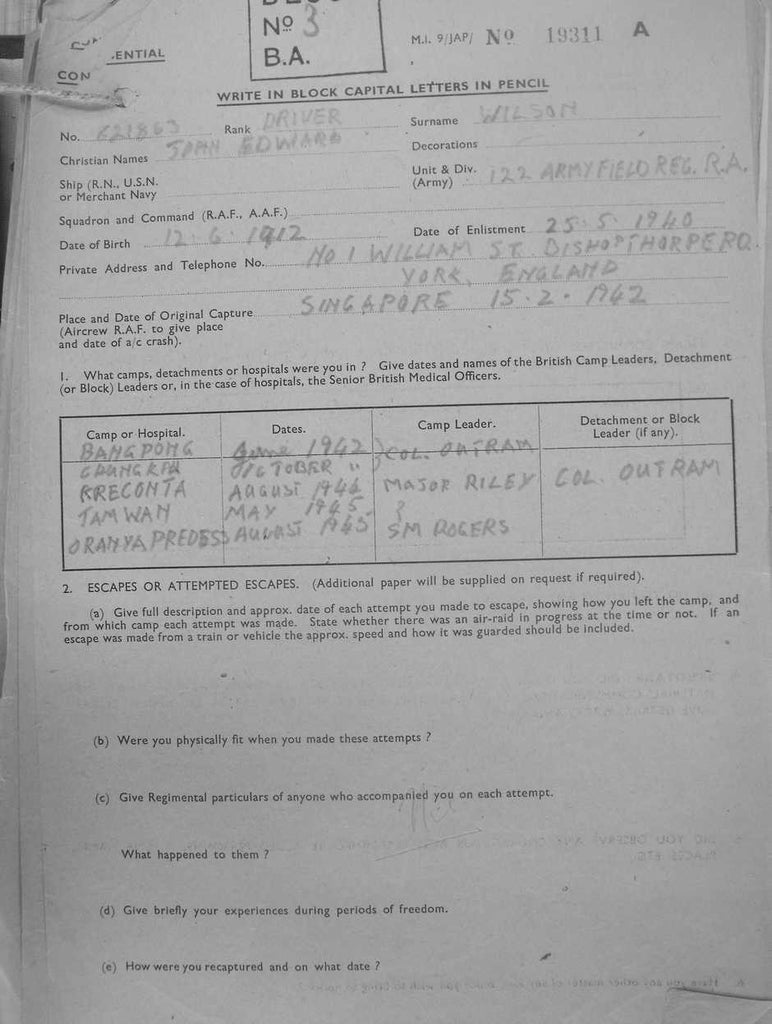 No 3
B.A.
M.I. 9/JAP/ No 19311 A
ENTIAL
CON
WRITE IN BLOCK CAPITAL LETTERS IN PENCIL
No. Rank DRIVER Surname WILSON
Christian Names JOHN EDWARD Decorations
Ship (R.N., U.S.N.
or Merchant Navy
Unit & Div.
(Army) 122 ARMY FIELD REG. R.A.
Squadron and Command (R.A.F., A.A.F.)
Date of Birth 12·6·1912 Date of Enlistment 25·5·1940
Private Address and Telephone No. NO 1 WILLIAM ST. BISHOPTHORPE RD.
YORK, ENGLAND
Place and Date of Original Capture SINGAPORE 15·2·1942
(Aircrew R.A.F. to give place
and date of a/c crash).
1. What camps, detachments or hospitals were you in ? Give dates and names of the British Camp Leaders, Detachment
(or Block) Leaders or, in the case of hospitals, the Senior British Medical Officers.
Camp or Hospital. Dates. Camp Leader. Detachment or Block
Leader (if any).
BANGPONG June 1942 COL. OUTRAM
OCTOBER "
AUGUST MAJOR RILEY COL. OUTRAM
TAMWAN MAY 1945 ?
AUGUST 1945 SM ROGERS
2. ESCAPES OR ATTEMPTED ESCAPES. (Additional paper will be supplied on request if required).
(a) Give full description and approx. date of each attempt you made to escape, showing how you left the camp, and
from which camp each attempt was made. State whether there was an air-raid in progress at the time or not. If an
escape was made from a train or vehicle the approx. speed and how it was guarded should be included.
(b) Were you physically fit when you made these attempts ?
(c) Give Regimental particulars of anyone who accompanied you on each attempt.
What happened to them ?
(d) Give briefly your experiences during periods of freedom.
(e) How were you recaptured and on what date ?